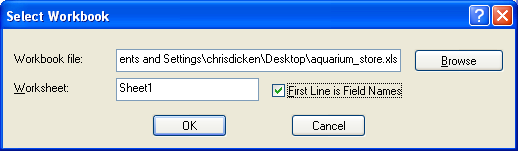 Select Workbook
Workbook file: ents and Settings\chrisdicken\Desktop\aquarium_store.xls Browse
Worksheet: Sheet1 First Line is Field Names
OK Cancel